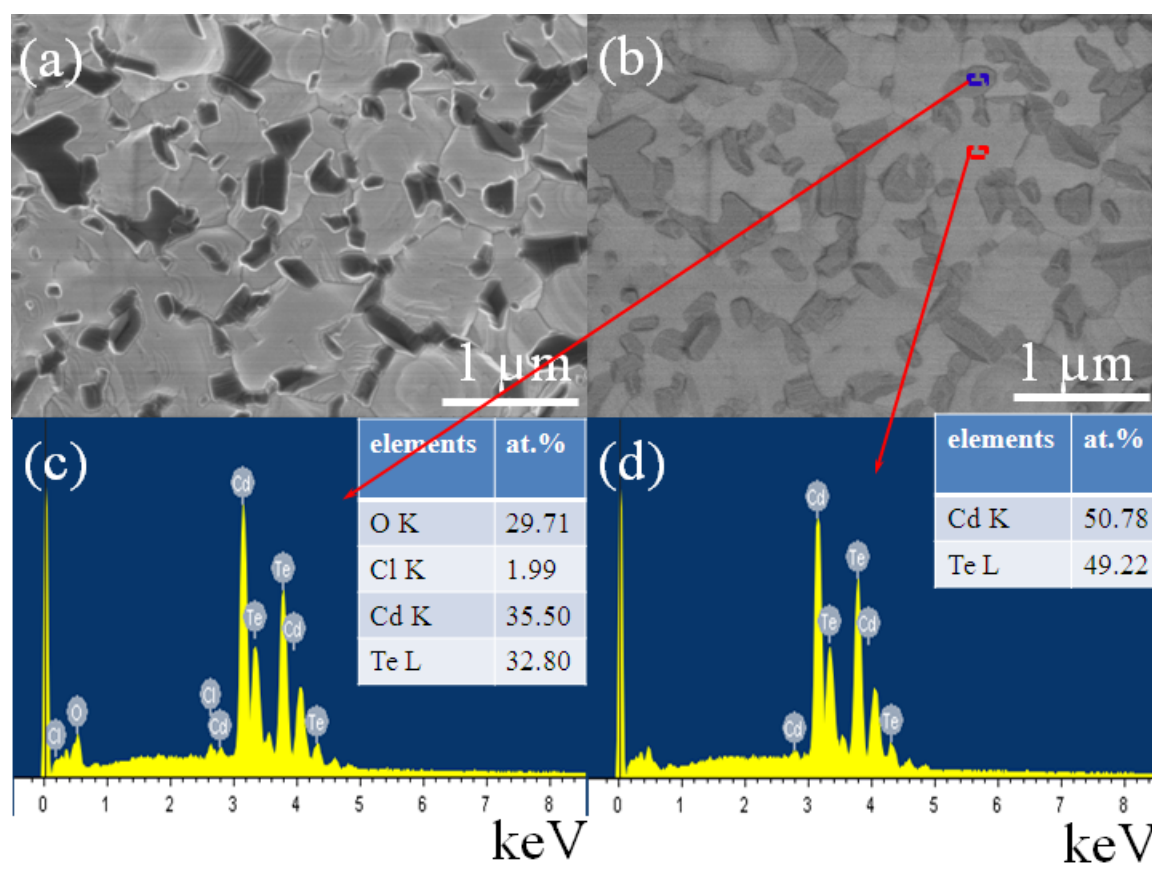 (a)
(b)
1 μm
1 μm
(c)
elements at.%
O K 29.71
Cl K 1.99
Cd K 35.50
Te L 32.80
Cd
Te
Te
Cd
Cl
O
Cl
Cd
Te
0 1 2 3 4 5 6 7 8
keV
(d)
elements at.%
Cd K 50.78
Te L 49.22
Cd
Te
Te
Cd
Cd
Te
0 1 2 3 4 5 6 7 8
keV